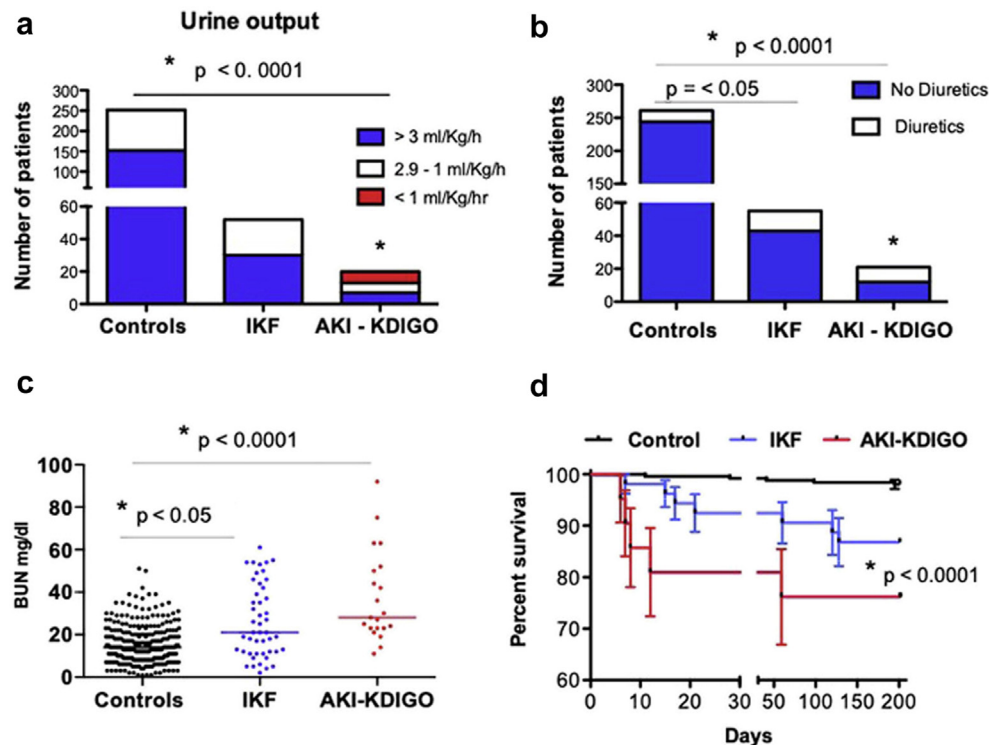 a
Urine output
* p < 0. 0001
Number of patients
300
250
200
150
100
60
40
20
0
> 3 ml/Kg/h
2.9 - 1 ml/Kg/h
< 1 ml/Kg/hr
*
Controls IKF AKI - KDIGO
b
* p < 0.0001
p = < 0.05
Number of patients
300
250
200
150
60
40
20
0
No Diuretics
Diuretics
*
Controls IKF AKI - KDIGO
c
* p < 0.0001
* p < 0.05
BUN mg/dl
100
80
60
40
20
0
Controls IKF AKI-KDIGO
d
Control IKF AKI-KDIGO
Percent survival
100
90
80
70
60
* p < 0.0001
0 10 20 30 50 100 150 200
Days